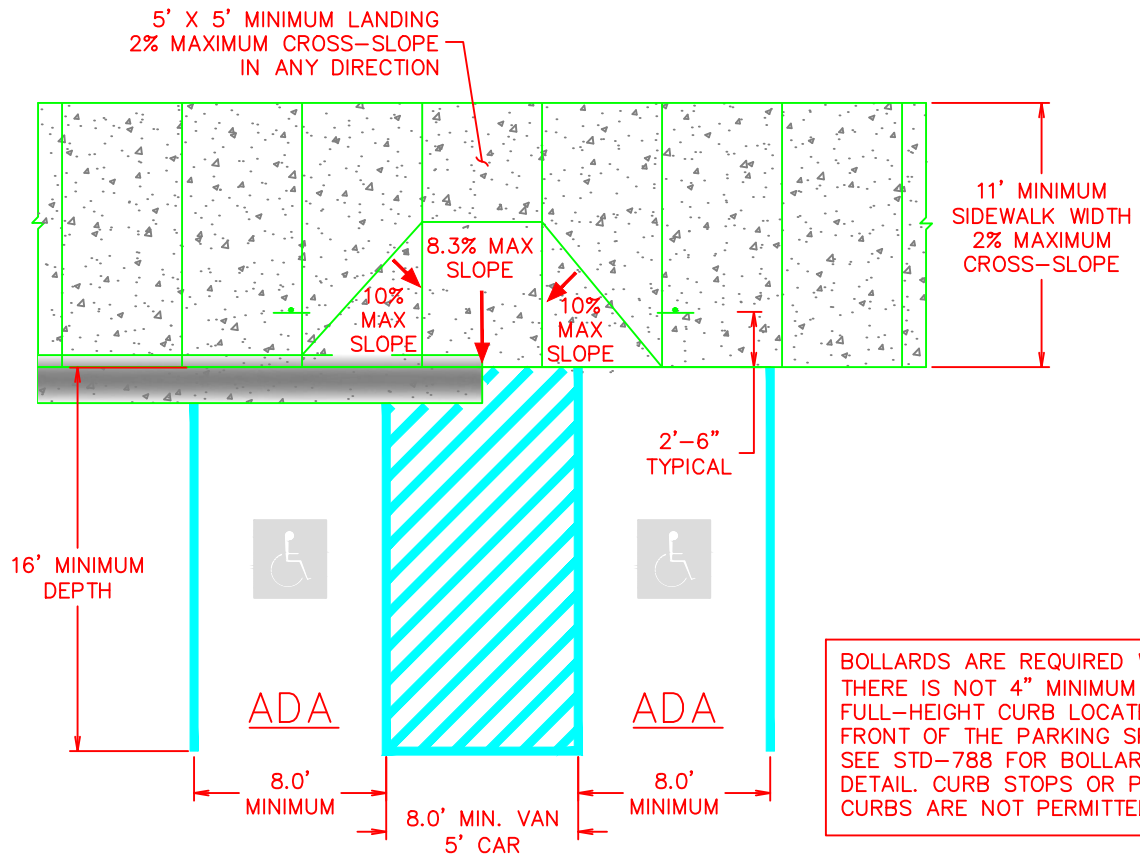 5' X 5' MINIMUM LANDING
2% MAXIMUM CROSS-SLOPE
IN ANY DIRECTION
11' MINIMUM
SIDEWALK WIDTH
2% MAXIMUM
CROSS-SLOPE
8.3% MAX
SLOPE
10%
MAX
SLOPE
10%
MAX
SLOPE
2'-6"
TYPICAL
16' MINIMUM
DEPTH
ADA
ADA
8.0'
MINIMUM
8.0' MIN. VAN
5' CAR
8.0'
MINIMUM
BOLLARDS ARE REQUIRED
THERE IS NOT 4" MINIMUM
FULL-HEIGHT CURB
FRONT OF THE PARKING
SEE STD-788 FOR
DETAIL. CURB STOPS OR
CURBS ARE NOT